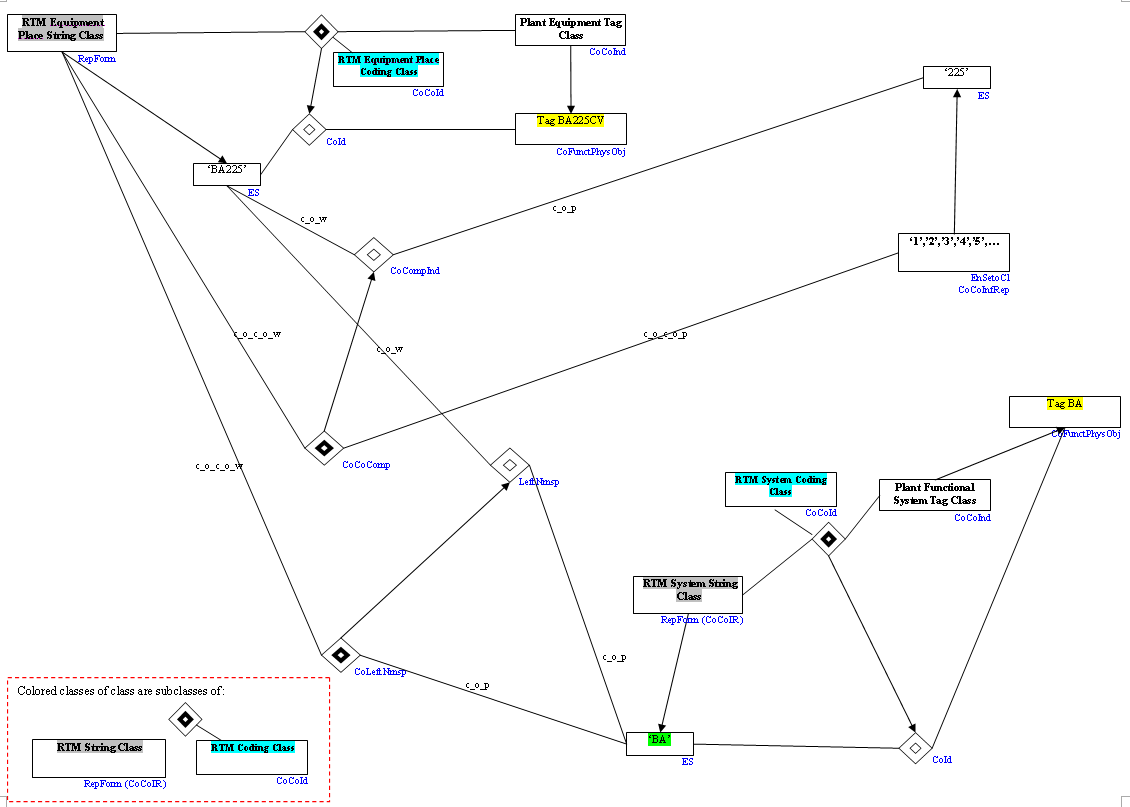 RTM Equipment
Place String Class
RepForm
Plant Equipment Tag
Class
CoCoInd
RTM Equipment Place
Coding Class
CoCoId
‘225’
ES
Tag BA225CV
CoFunctPhysObj
CoId
‘BA225’
ES
c_o_w
c_o_p
CoCompInd
‘1’,’2’,’3’,’4’,’5’,…
EnSetoCl
CoCoInfRep
c_o_c_o_w
c_o_w
c_o_c_o_p
Tag BA
CoFunctPhysObj
CoCoComp
c_o_c_o_w
LeftNmsp
RTM System Coding
Class
CoCoId
Plant Functional
System Tag Class
CoCoInd
RTM System String
Class
RepForm (CoCoIR)
c_o_p
CoLeftNmsp
c_o_p
‘BA’
ES
CoId
Colored classes of class are subclasses of:
RTM String Class
RepForm (CoCoIR)
RTM Coding Class
CoCoId